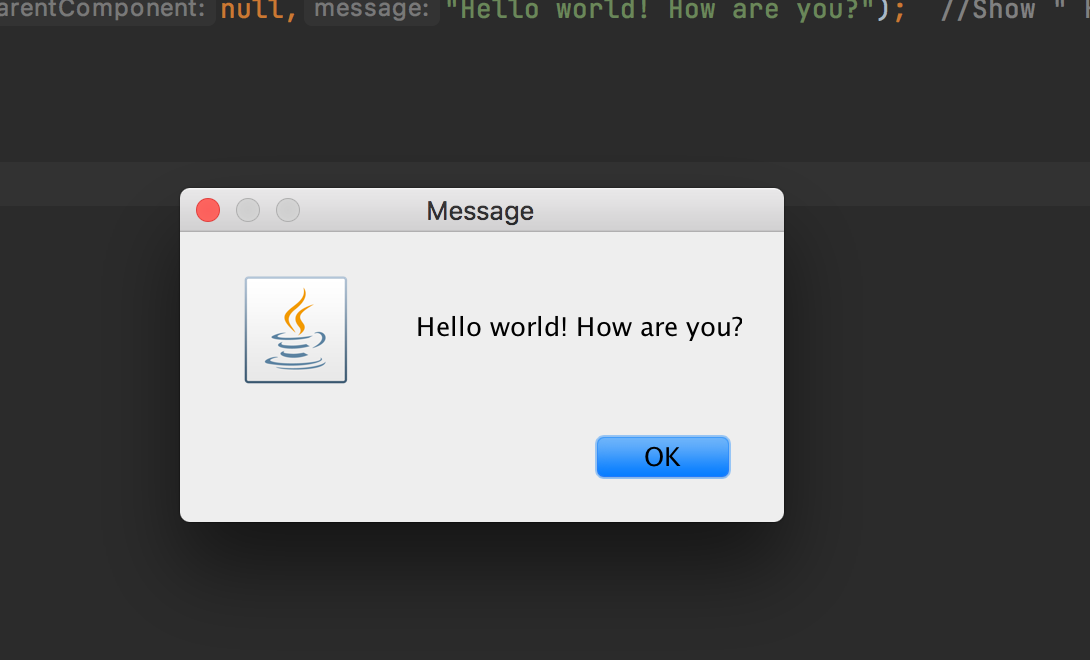 arentComponent: null, message: "Hello world! How are you?"); //Show "
Message
Hello world! How are you?
OK